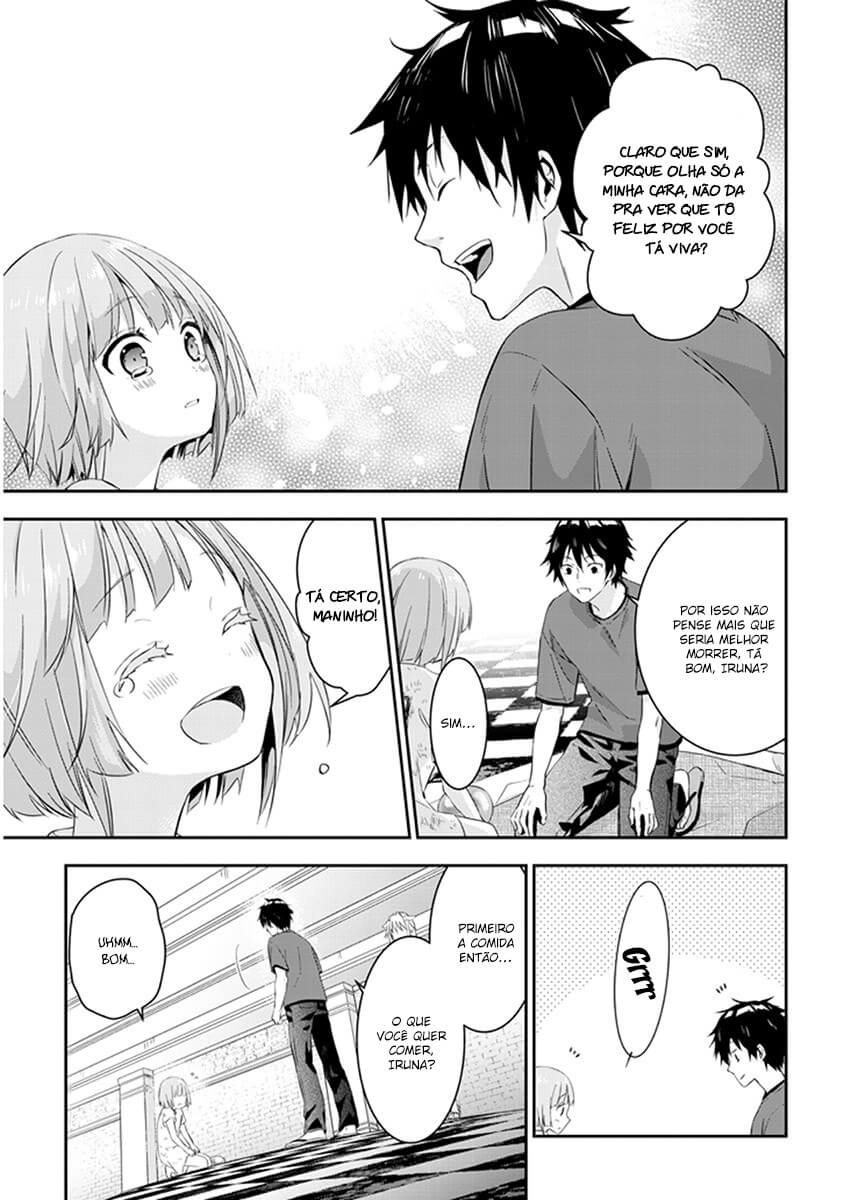 CLARO QUE SIM,
PORQUE OLHA SÓ A
MINHA CARA, NÃO DA
PRA VER QUE TÔ
FELIZ POR VOCÊ
TÁ VIVA?
POR ISSO NÃO
PENSE MAIS QUE
SERIA MELHOR
MORRER, TÁ
BOM, IRUNA?
SIM...
TÁ CERTO,
MANINHO!
Grrr
PRIMEIRO
A COMIDA
ENTÃO...
O QUE
VOCÊ QUER
COMER,
IRUNA?
UHMM...
BOM...